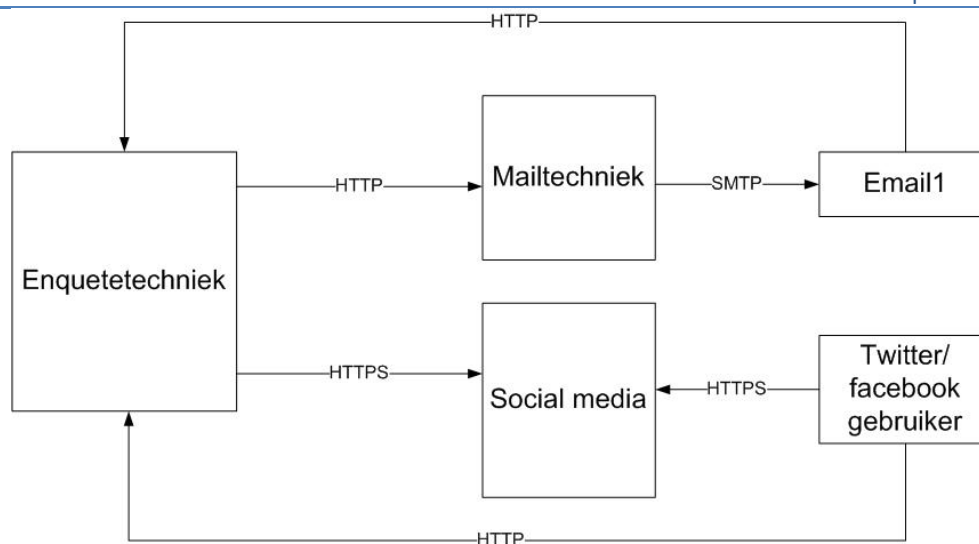 HTTP
Enquetetechniek
HTTP
Mailtechniek
SMTP
Email1
HTTPS
Social media
HTTPS
Twitter/
facebook
gebruiker
HTTP